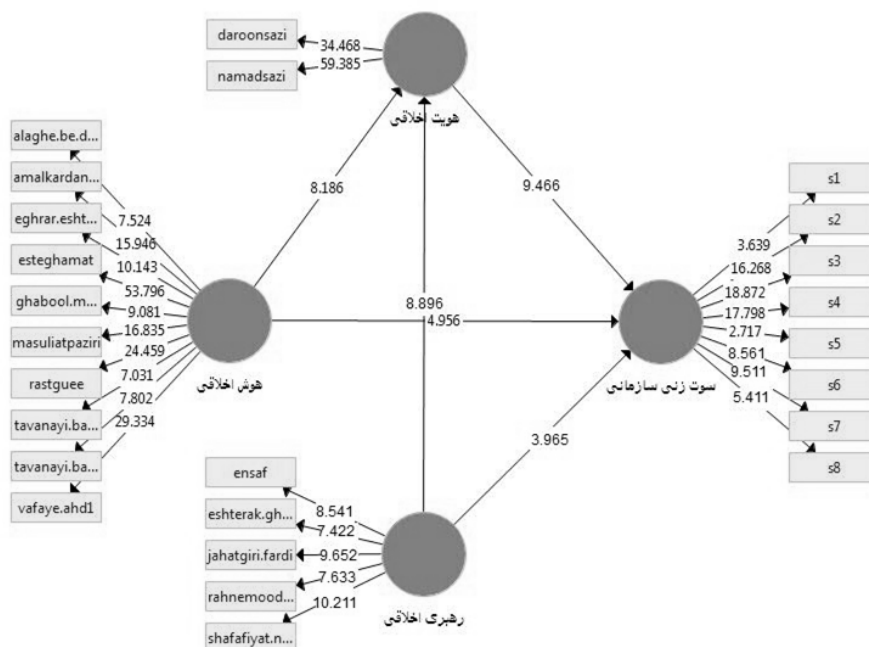 daroonsazi
34.468
namadsazi
59.385
هویت اخلاقی
alaghe.be.d...
amalkardan...
eghrar.esht...
esteghamat
ghabool.m...
masuliatpaziri
rastguee
tavanayi.ba...
tavanayi.ba...
vafaye.ahd1
7.524
15.946
10.143
53.796
9.081
16.835
24.459
7.031
7.802
29.334
هوش اخلاقی
8.186
9.466
8.896
4.956
3.965
s1
s2
s3
s4
s5
s6
s7
s8
3.639
16.268
18.872
17.798
2.717
8.561
9.511
5.411
سوت زنی سازمانی
ensaf
eshterak.gh...
jahatgiri.fardi
rahnemood...
shafafiyat.n...
8.541
7.422
9.652
7.633
10.211
رهبری اخلاقی